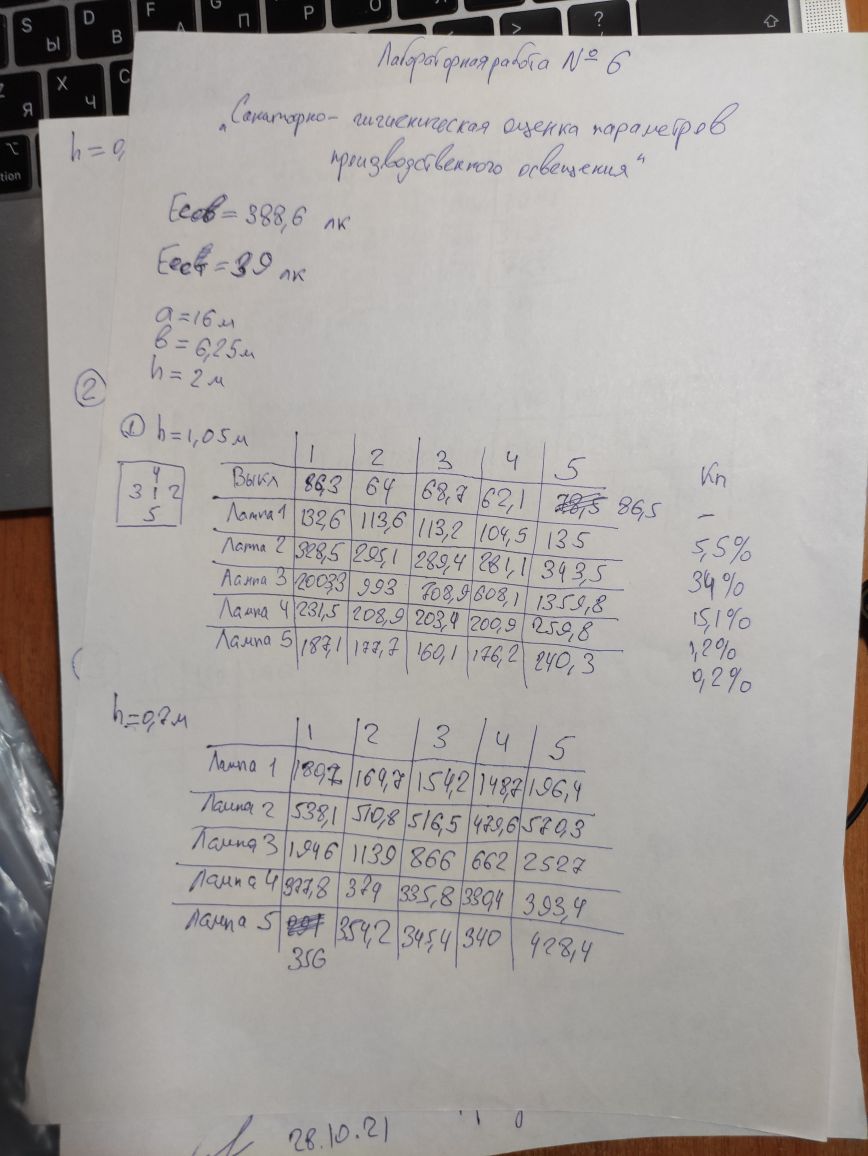 S
Ы
D
В
F
А
G
П
Р
О
?
,
Z
Я
X
Ч
С
tion
h = 0,
Лабораторная работа № 6
"Санитарно-гигиеническая оценка параметров
производственного освещения"
Eсов = 388,6 лк
Eест = 39 лк
a = 16 м
в = 6,25 м
h = 2 м
②
① h = 1,05 м
4
3 1 2
5
1 2 3 4 5 Кп
Выкл 86,3 64 68,7 62,1 86,5 –
Лампа 1 132,6 113,6 113,2 104,5 135 5,5%
Лампа 2 328,5 295,1 289,4 281,1 343,5 34%
Лампа 3 2003,3 993 708,9 608,1 1359,8 15,1%
Лампа 4 231,5 208,9 203,4 200,9 259,8 1,2%
Лампа 5 187,1 177,7 160,1 176,2 240,3 0,2%
h = 0,7 м
1 2 3 4 5
Лампа 1 189,7 164,7 154,2 148,7 196,4
Лампа 2 538,1 510,8 516,5 479,6 570,3
Лампа 3 1946 1139 866 662 2527
Лампа 4 377,8 379 335,8 330,4 393,4
Лампа 5 354,2 345,4 340 428,4
356
28.10.21